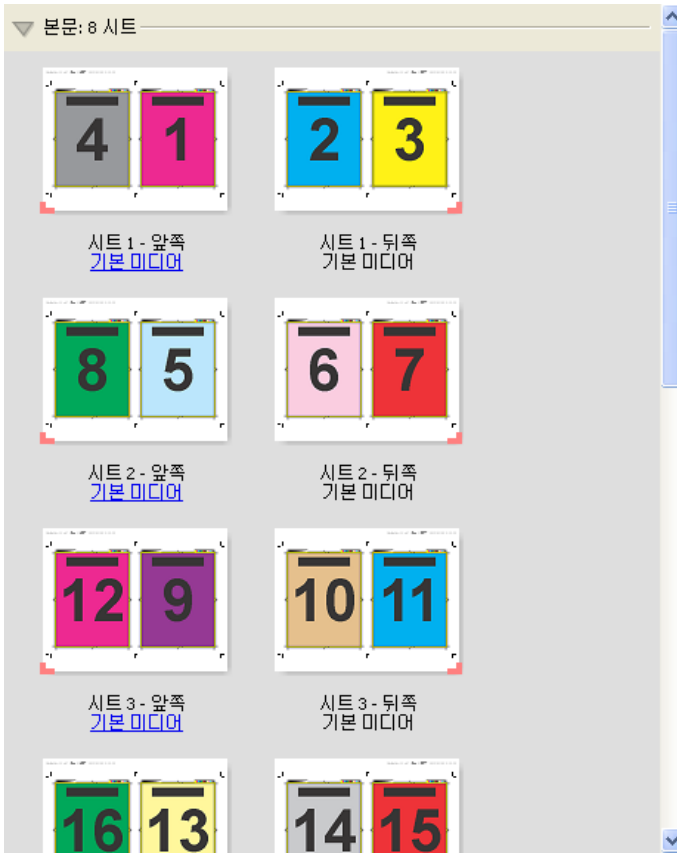 본문: 8 시트
4 1
2 3
시트 1 - 앞쪽
기본 미디어
시트 1 - 뒤쪽
기본 미디어
8 5
6 7
시트 2 - 앞쪽
기본 미디어
시트 2 - 뒤쪽
기본 미디어
12 9
10 11
시트 3 - 앞쪽
기본 미디어
시트 3 - 뒤쪽
기본 미디어
16 13
14 15